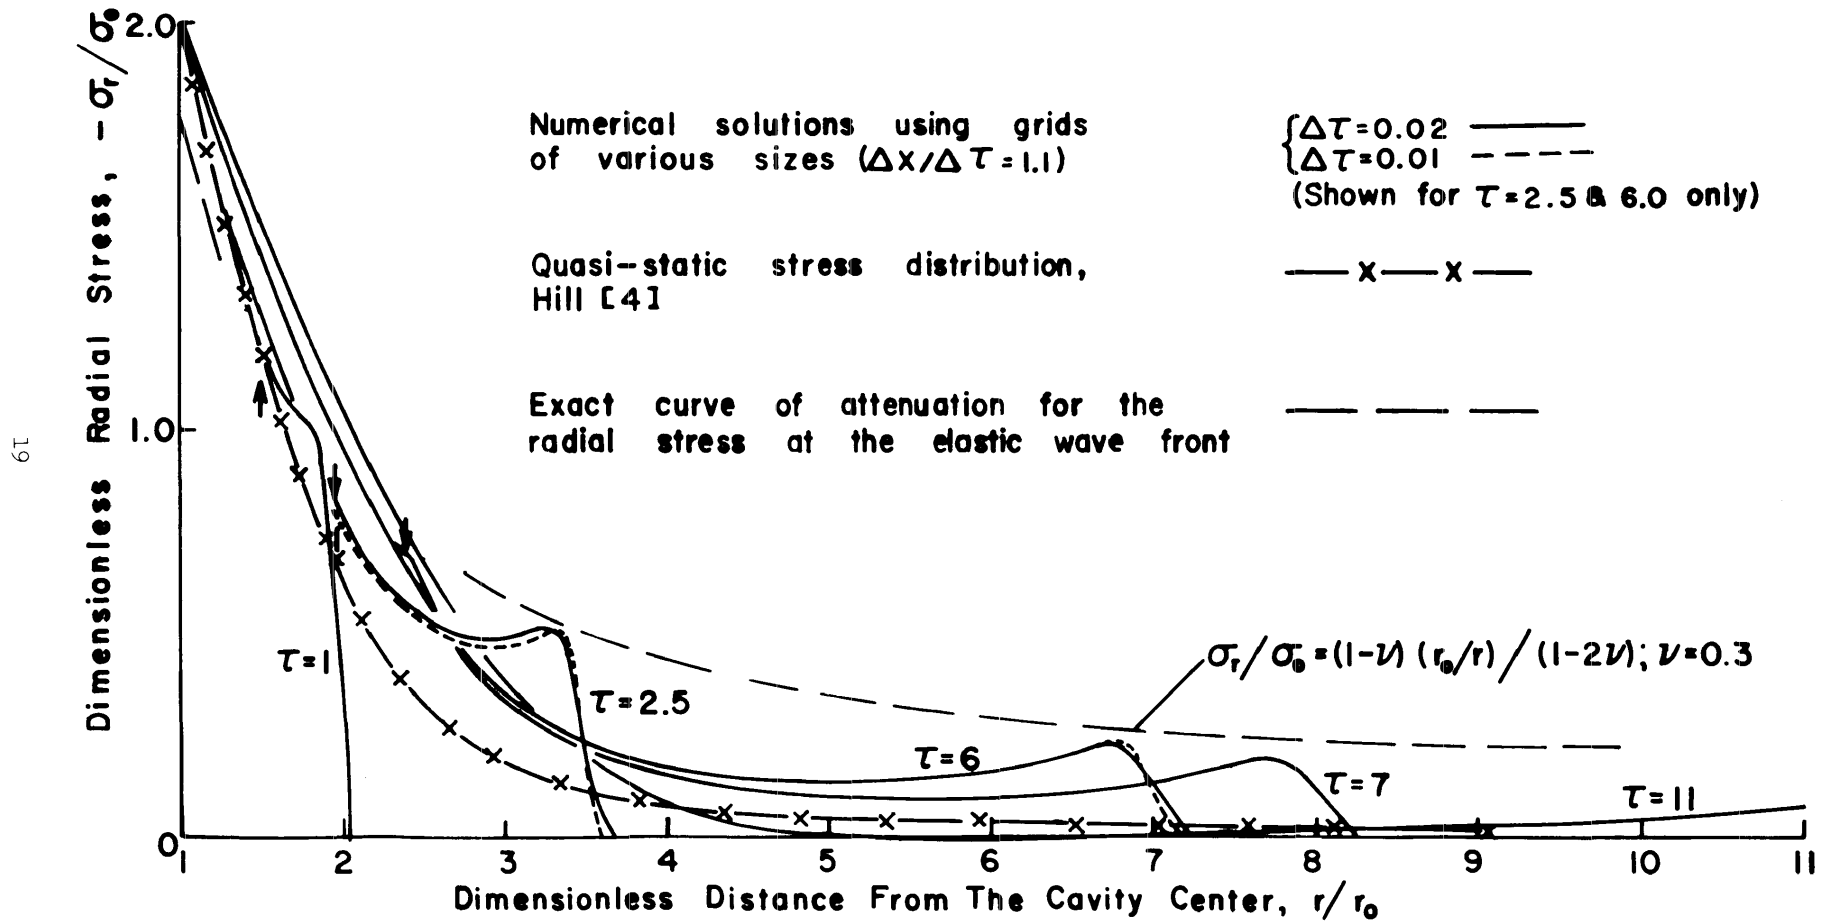 2.0
Dimensionless Radial Stress, -σr/σ0
1.0
0
Numerical solutions using grids
of various sizes (Δx/Δτ = 1.1)
Δτ=0.02
Δτ=0.01
(Shown for τ=2.5 & 6.0 only)
Quasi-static stress distribution,
Hill [4]
Exact curve of attenuation for the
radial stress at the elastic wave front
σr/σ0=(1-ν) (r0/r)/(1-2ν); ν=0.3
τ=1
τ=2.5
τ=6
τ=7
τ=11
1 2 3 4 5 6 7 8 9 10 11
Dimensionless Distance From The Cavity Center, r/r0
19